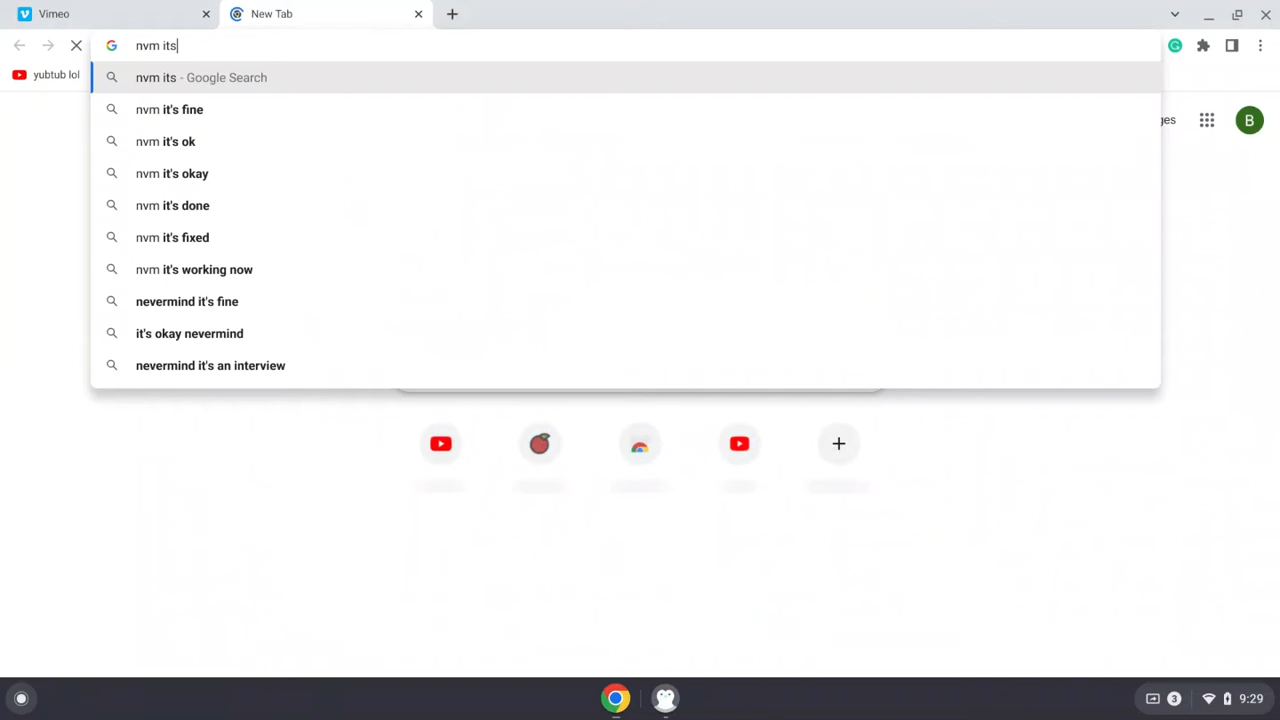 Vimeo
New Tab
nvm its
yubtub lol
nvm its - Google Search
nvm it's fine
nvm it's ok
nvm it's okay
nvm it's done
nvm it's fixed
nvm it's working now
nevermind it's fine
it's okay nevermind
nevermind it's an interview
ges
B
3
9:29